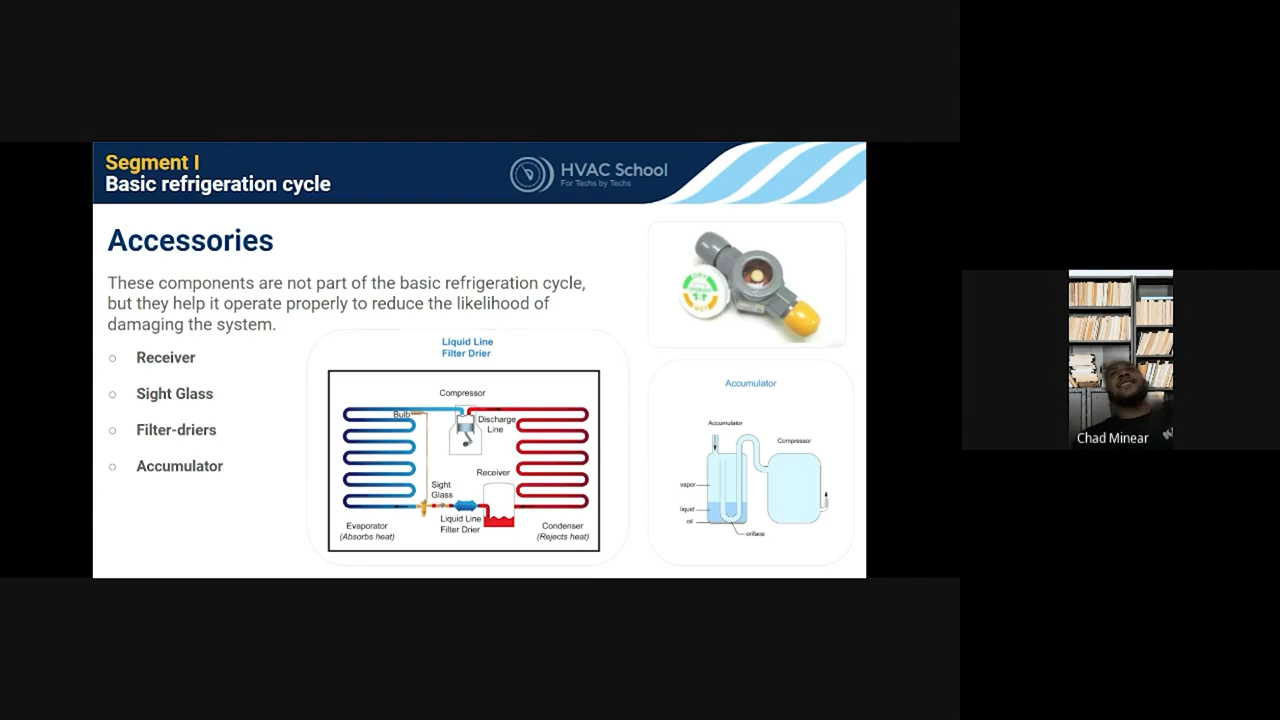 Segment I
Basic refrigeration cycle
HVAC School
For Techs by Techs
Accessories
These components are not part of the basic refrigeration cycle,
but they help it operate properly to reduce the likelihood of
damaging the system.
Receiver
Sight Glass
Filter-driers
Accumulator
Liquid Line
Filter Drier
Compressor
Bulb
Discharge
Line
Receiver
Sight
Glass
Liquid Line
Filter Drier
Evaporator
(Absorbs heat)
Condenser
(Rejects heat)
DRY
WET
Accumulator
Accumulator
Compressor
vapor
liquid
oil
orifice
Chad Minear